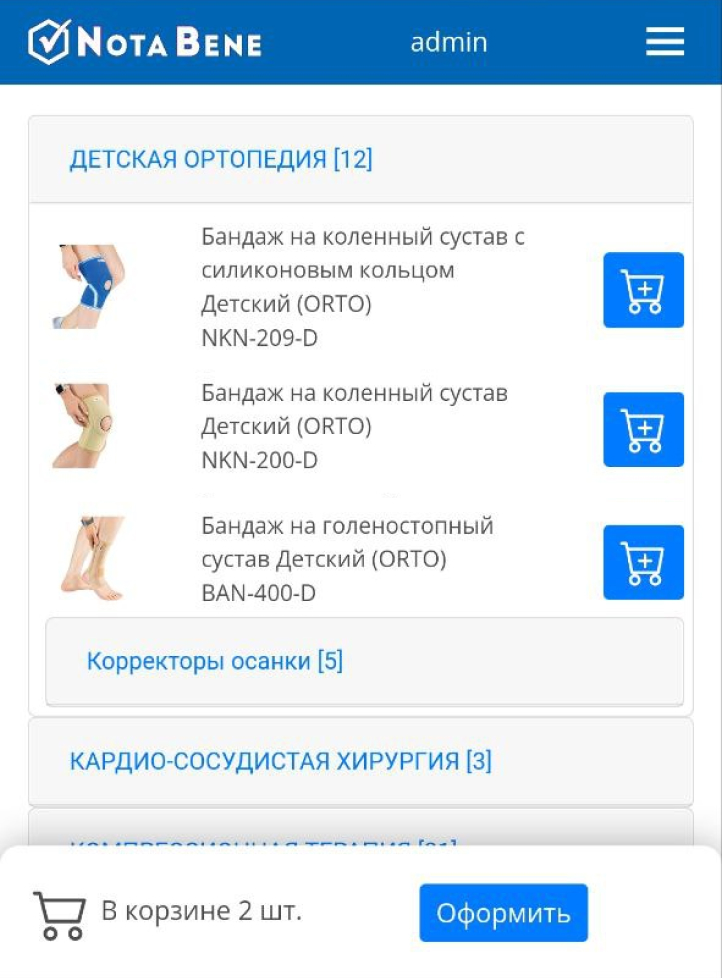 NOTA BENE
admin
ДЕТСКАЯ ОРТОПЕДИЯ [12]
Бандаж на коленный сустав с
силиконовым кольцом
Детский (ORTO)
NKN-209-D
Бандаж на коленный сустав
Детский (ORTO)
NKN-200-D
Бандаж на голеностопный
сустав Детский (ORTO)
BAN-400-D
Корректоры осанки [5]
КАРДИО-СОСУДИСТАЯ ХИРУРГИЯ [3]
КОМПРЕССИОННАЯ ТЕРАПИЯ
В корзине 2 шт.
Оформить